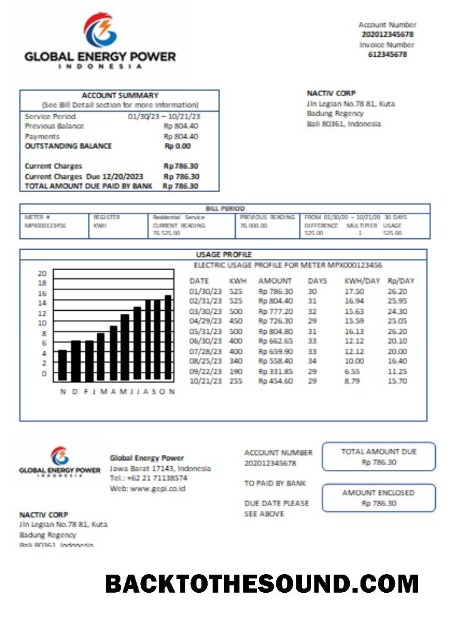 GLOBAL ENERGY POWER
INDONESIA
Account Number
202012345678
Invoice Number
612345678
ACCOUNT SUMMARY
(See Bill Detail section for more information)
Service Period 01/30/23 – 10/21/23
Previous Balance Rp 804.40
Payments Rp 804.40
OUTSTANDING BALANCE Rp 0.00
Current Charges Rp 786.30
Current Charges Due 12/20/2023 Rp 786.30
TOTAL AMOUNT DUE PAID BY BANK Rp 786.30
NACTIV CORP
Jln Legian No.78 81, Kuta
Badung Regency
Bali 80361, Indonesia
BILL PERIOD
METER # REGISTER Residential Service PREVIOUS READING FROM 01/30/20 – 10/21/20 30 DAYS
MPX000123456 KWH CURRENT READING 76.000.00 DIFFERENCE MULTIPLIER USAGE
76.525.00 525.00 1 525.00
USAGE PROFILE
ELECTRIC USAGE PROFILE FOR METER MPX000123456
20
18
16
14
12
10
8
6
4
2
0
N D F J M A M J J A S O N
DATE KWH AMOUNT DAYS KWH/DAY Rp/DAY
01/30/23 525 Rp 786.30 30 17.50 26.20
02/31/23 525 Rp 804.40 31 16.94 25.95
03/30/23 500 Rp 777.20 32 15.63 24.30
04/29/23 450 Rp 726.30 29 15.59 25.05
05/31/23 500 Rp 804.80 31 16.13 26.20
06/30/23 400 Rp 662.65 33 12.12 20.10
07/28/23 400 Rp 659.90 33 12.12 20.00
08/25/23 340 Rp 558.40 34 10.00 16.40
09/22/23 190 Rp 331.85 29 6.55 11.25
10/21/23 255 Rp 454.60 29 8.79 15.70
GLOBAL ENERGY POWER
INDONESIA
Global Energy Power
Jawa Barat 17143, Indonesia
Tel.: +62 21 71138574
Web: www.gepi.co.id
ACCOUNT NUMBER
202012345678
TO PAID BY BANK
DUE DATE PLEASE
SEE ABOVE
TOTAL AMOUNT DUE
Rp 786.30
AMOUNT ENCLOSED
Rp 786.30
NACTIV CORP
Jln Legian No.78 81, Kuta
Badung Regency
Bali 80361, Indonesia
BACKTOTHESOUND.COM